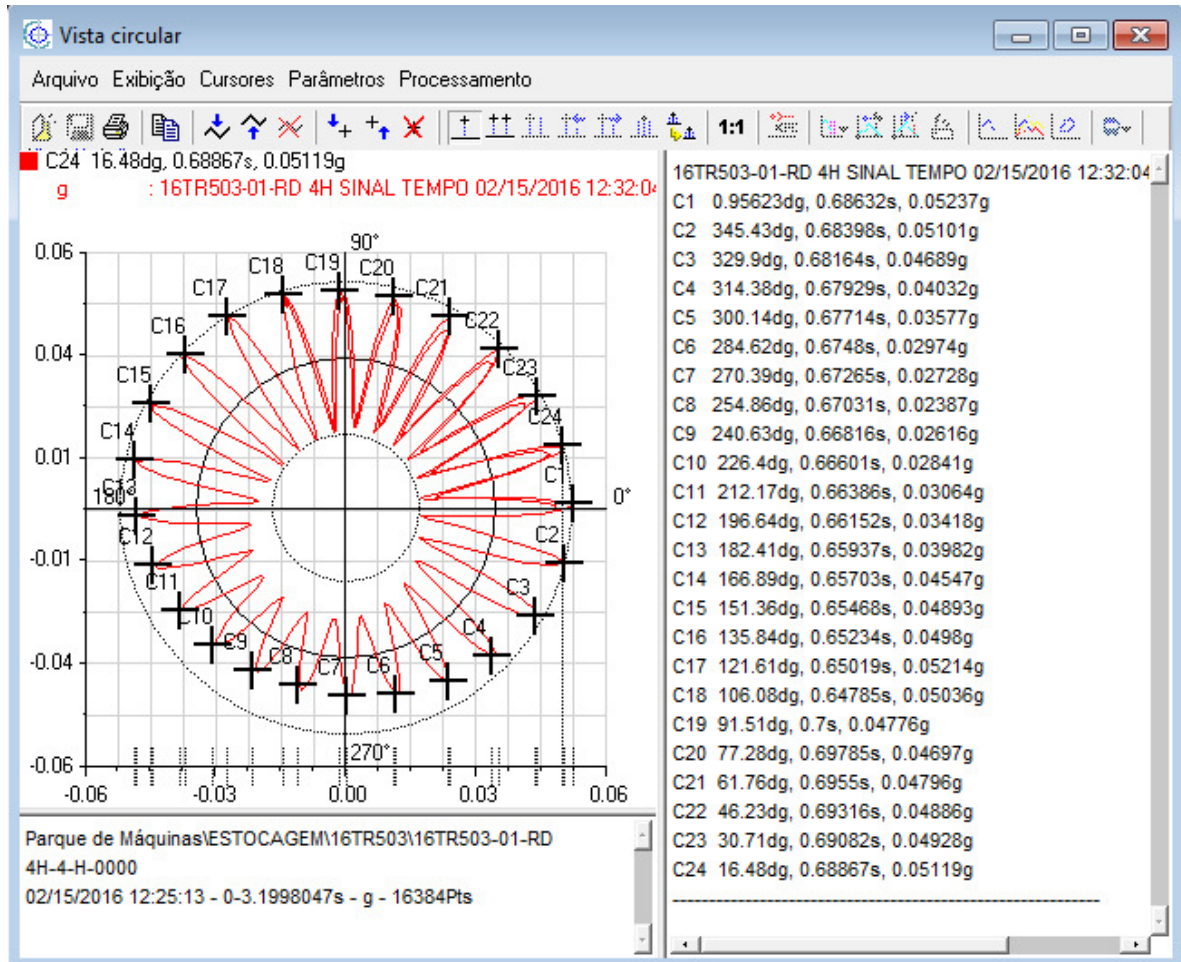 Vista circular
Arquivo Exibição Cursores Parâmetros Processamento
1:1
C24 16.48dg, 0.68867s, 0.05119g
g : 16TR503-01-RD 4H SINAL TEMPO 02/15/2016 12:32:04
0.06
90°
C18 C19 C20
C17 C21
C16 C22
0.04
C15 C23
C14 C24
0.01 C1
180° C13 0°
C12 C2
-0.01
C11 C3
C10 C4
C9 C5
-0.04 C8 C7 C6
270°
-0.06
-0.06 -0.03 0.00 0.03 0.06
Parque de Máquinas\ESTOCAGEM\16TR503\16TR503-01-RD
4H-4-H-0000
02/15/2016 12:25:13 - 0-3.1998047s - g - 16384Pts
16TR503-01-RD 4H SINAL TEMPO 02/15/2016 12:32:04
C1 0.95623dg, 0.68632s, 0.05237g
C2 345.43dg, 0.68398s, 0.05101g
C3 329.9dg, 0.68164s, 0.04689g
C4 314.38dg, 0.67929s, 0.04032g
C5 300.14dg, 0.67714s, 0.03577g
C6 284.62dg, 0.6748s, 0.02974g
C7 270.39dg, 0.67265s, 0.02728g
C8 254.86dg, 0.67031s, 0.02387g
C9 240.63dg, 0.66816s, 0.02616g
C10 226.4dg, 0.66601s, 0.02841g
C11 212.17dg, 0.66386s, 0.03064g
C12 196.64dg, 0.66152s, 0.03418g
C13 182.41dg, 0.65937s, 0.03982g
C14 166.89dg, 0.65703s, 0.04547g
C15 151.36dg, 0.65468s, 0.04893g
C16 135.84dg, 0.65234s, 0.0498g
C17 121.61dg, 0.65019s, 0.05214g
C18 106.08dg, 0.64785s, 0.05036g
C19 91.51dg, 0.7s, 0.04776g
C20 77.28dg, 0.69785s, 0.04697g
C21 61.76dg, 0.6955s, 0.04796g
C22 46.23dg, 0.69316s, 0.04886g
C23 30.71dg, 0.69082s, 0.04928g
C24 16.48dg, 0.68867s, 0.05119g